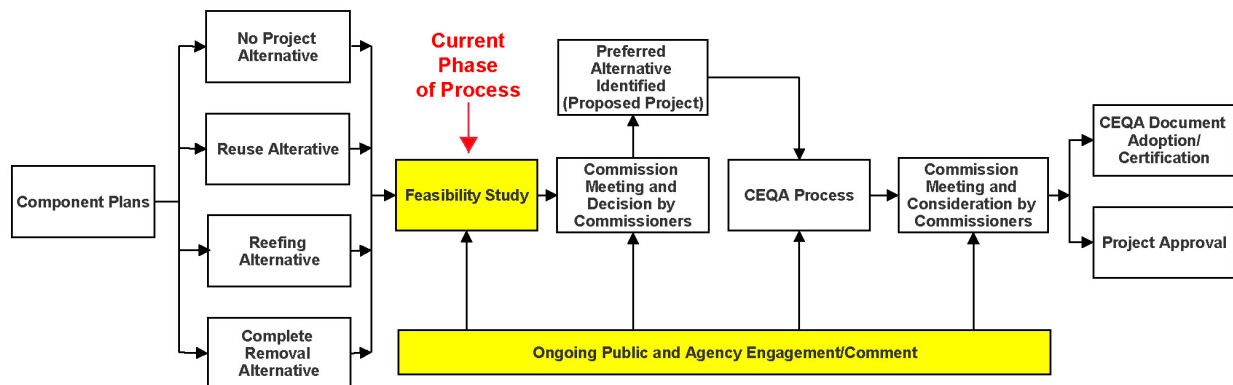 Component Plans
No Project
Alternative
Reuse Alterative
Reefing
Alternative
Complete
Removal
Alternative
Current
Phase
of Process
Feasibility Study
Commission
Meeting and
Decision by
Commissioners
Preferred
Alternative
Identified
(Proposed Project)
CEQA Process
Commission
Meeting and
Consideration by
Commissioners
CEQA Document
Adoption/
Certification
Project Approval
Ongoing Public and Agency Engagement/Comment